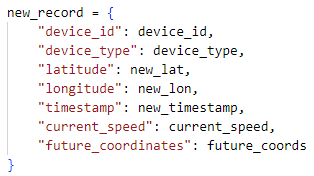 new_record = {
    "device_id": device_id,
    "device_type": device_type,
    "latitude": new_lat,
    "longitude": new_lon,
    "timestamp": new_timestamp,
    "current_speed": current_speed,
    "future_coordinates": future_coords
}